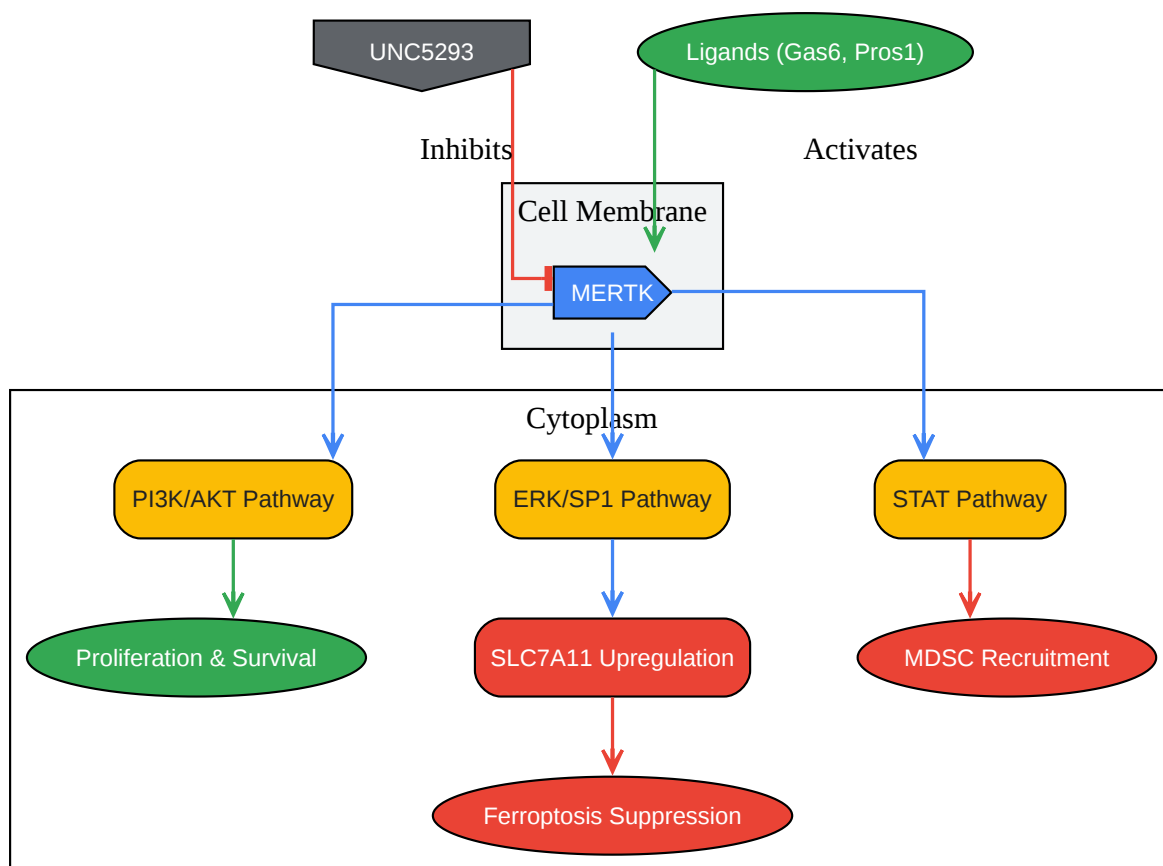 UNC5293
Ligands (Gas6, Pros1)
Inhibits
Activates
Cell Membrane
MERTK
Cytoplasm
PI3K/AKT Pathway
ERK/SP1 Pathway
STAT Pathway
Proliferation & Survival
SLC7A11 Upregulation
MDSC Recruitment
Ferroptosis Suppression